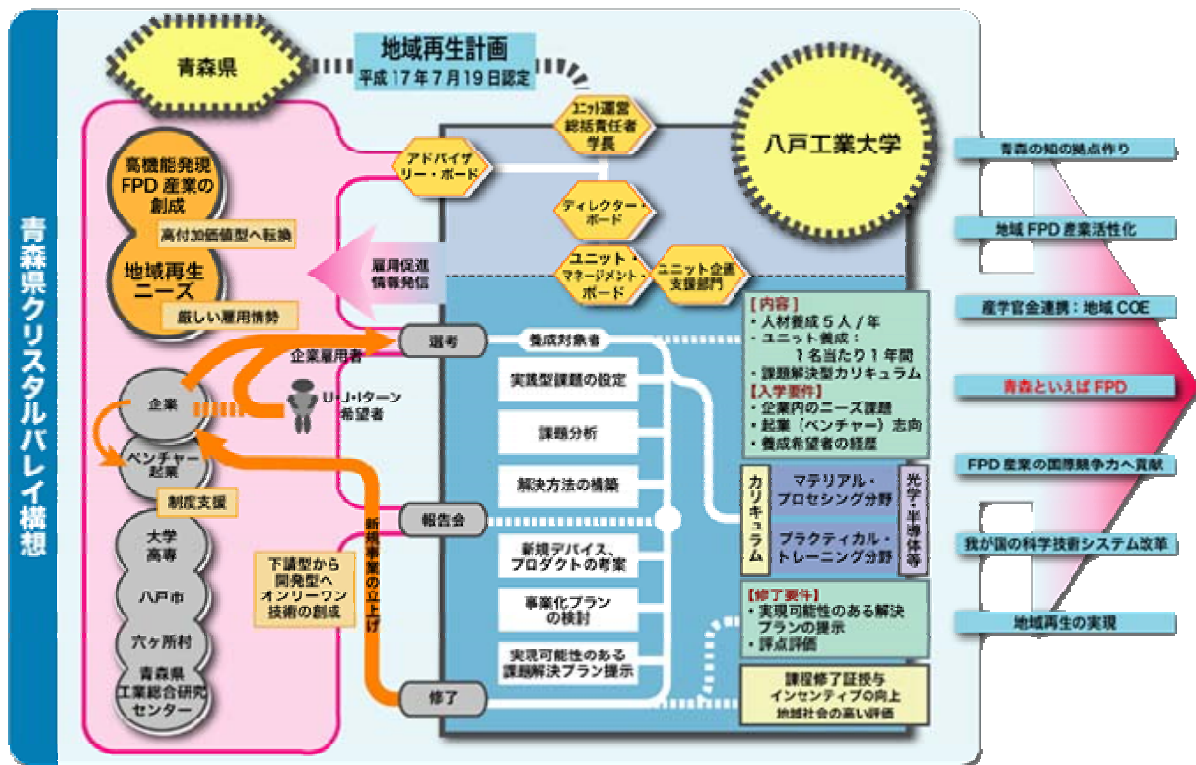 青森県クリスタルバレイ構想
青森県
地域再生計画
平成17年7月19日認定
八戸工業大学
ユニット運営
総括責任者
学長
アドバイザ
リー・ボード
ディレクター・
ボード
ユニット・
マネージメント・
ボード
ユニット企画
支援部門
高機能発現
FPD産業の
創成
高付加価値型へ転換
地域再生
ニーズ
厳しい雇用情勢
雇用促進
情報発信
企業雇用者
U・J・Iターン
希望者
企業
ベンチャー
起業
制度支援
大学
高専
八戸市
六ヶ所村
青森県
工業総合研究
センター
下請型から
開発型へ
オンリーワン
技術の創成
新規事業の立上げ
選考
報告会
修了
養成対象者
実践型課題の設定
課題分析
解決方法の構築
新規デバイス、
プロダクトの考案
事業化プラン
の検討
実現可能性のある
課題解決プラン提示
[内容]
・人材養成5人/年
・ユニット養成：
1名当たり1年間
・課題解決型カリキュラム
【入学要件】
・企業内のニーズ課題
・起業（ベンチャー）志向
・養成希望者の経歴
カリキュラム
マテリアル・
プロセシング分野
プラクティカル・
トレーニング分野
光学・半導体等
【修了要件】
・実現可能性のある解決
プランの提示
・評点評価
課程修了証授与
インセンティブの向上
地域社会の高い評価
青森の知の拠点作り
地域FPD産業活性化
産学官金連携：地域COE
青森といえばFPD
FPD産業の国際競争力へ貢献
我が国の科学技術システム改革
地域再生の実現